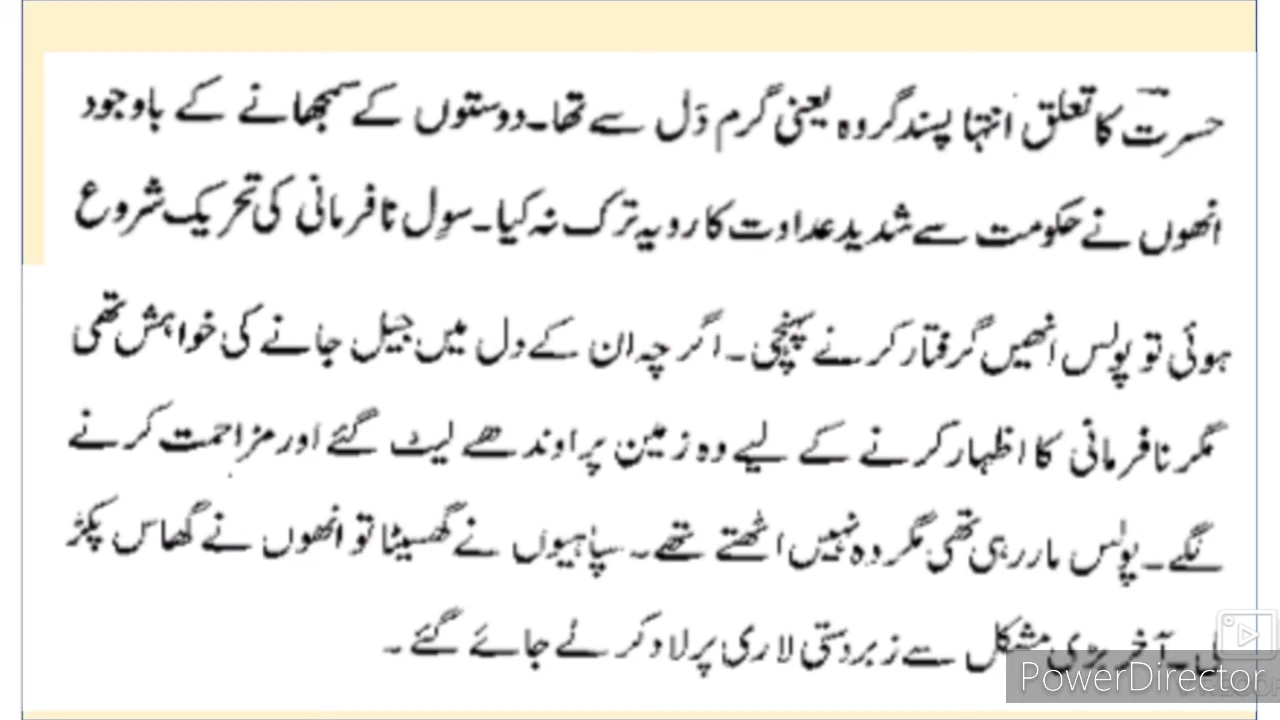 حسرتؔ کا تعلق انتہا پسند گروہ یعنی گرم دَل سے تھا۔ دوستوں کے سمجھانے کے باوجود
انھوں نے حکومت سے شدید عداوت کا رویہ ترک نہ کیا۔ سوِل نافرمانی کی تحریک شروع
ہوئی تو پولس انھیں گرفتار کرنے پہنچی۔ اگرچہ ان کے دل میں جیل جانے کی خواہش تھی
مگر نافرمانی کا اظہار کرنے کے لیے وہ زمین پر اوندھے لیٹ گئے اور مزاحمت کرنے
لگے۔ پولس مار رہی تھی مگر وہ نہیں اٹھتے تھے۔ سپاہیوں نے گھسیٹا تو انھوں نے گھاس پکڑ
لی۔ آخر بڑی مشکل سے زبردستی لاری پر لاد کر لے جائے گئے۔
PowerDirector